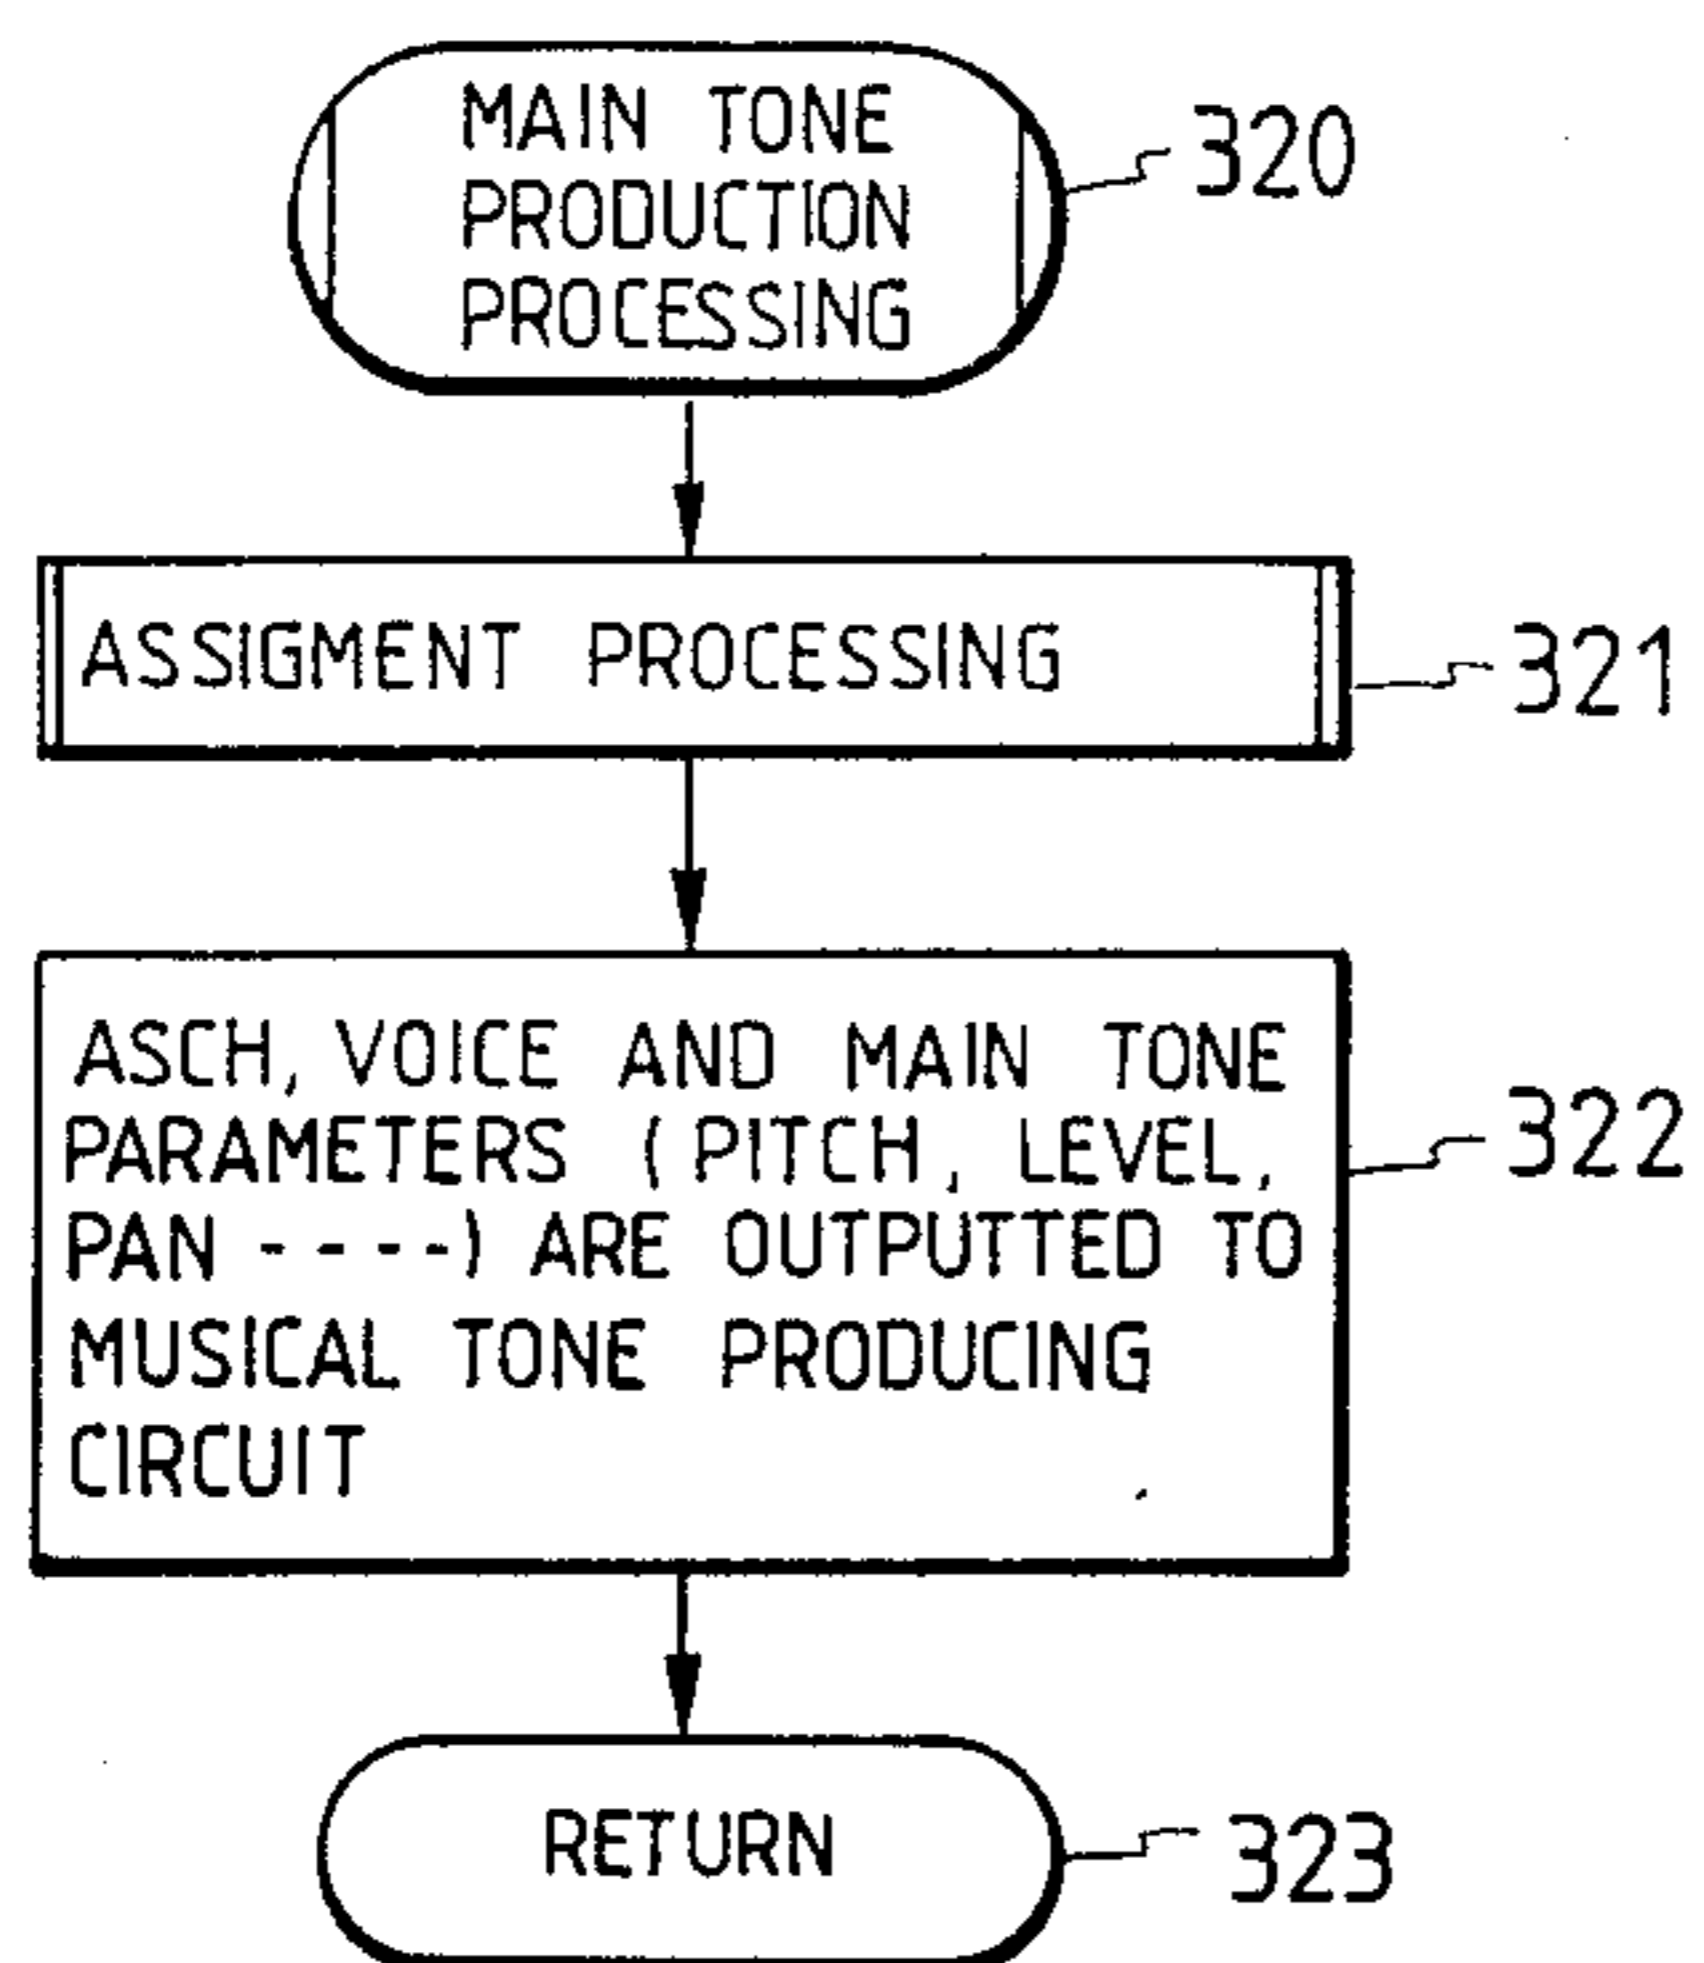 MAIN TONE
PRODUCTION
PROCESSING
320
ASSIGMENT PROCESSING
321
ASCH, VOICE AND MAIN TONE
PARAMETERS (PITCH, LEVEL,
PAN ----) ARE OUTPUTTED TO
MUSICAL TONE PRODUCING
CIRCUIT
322
RETURN
323